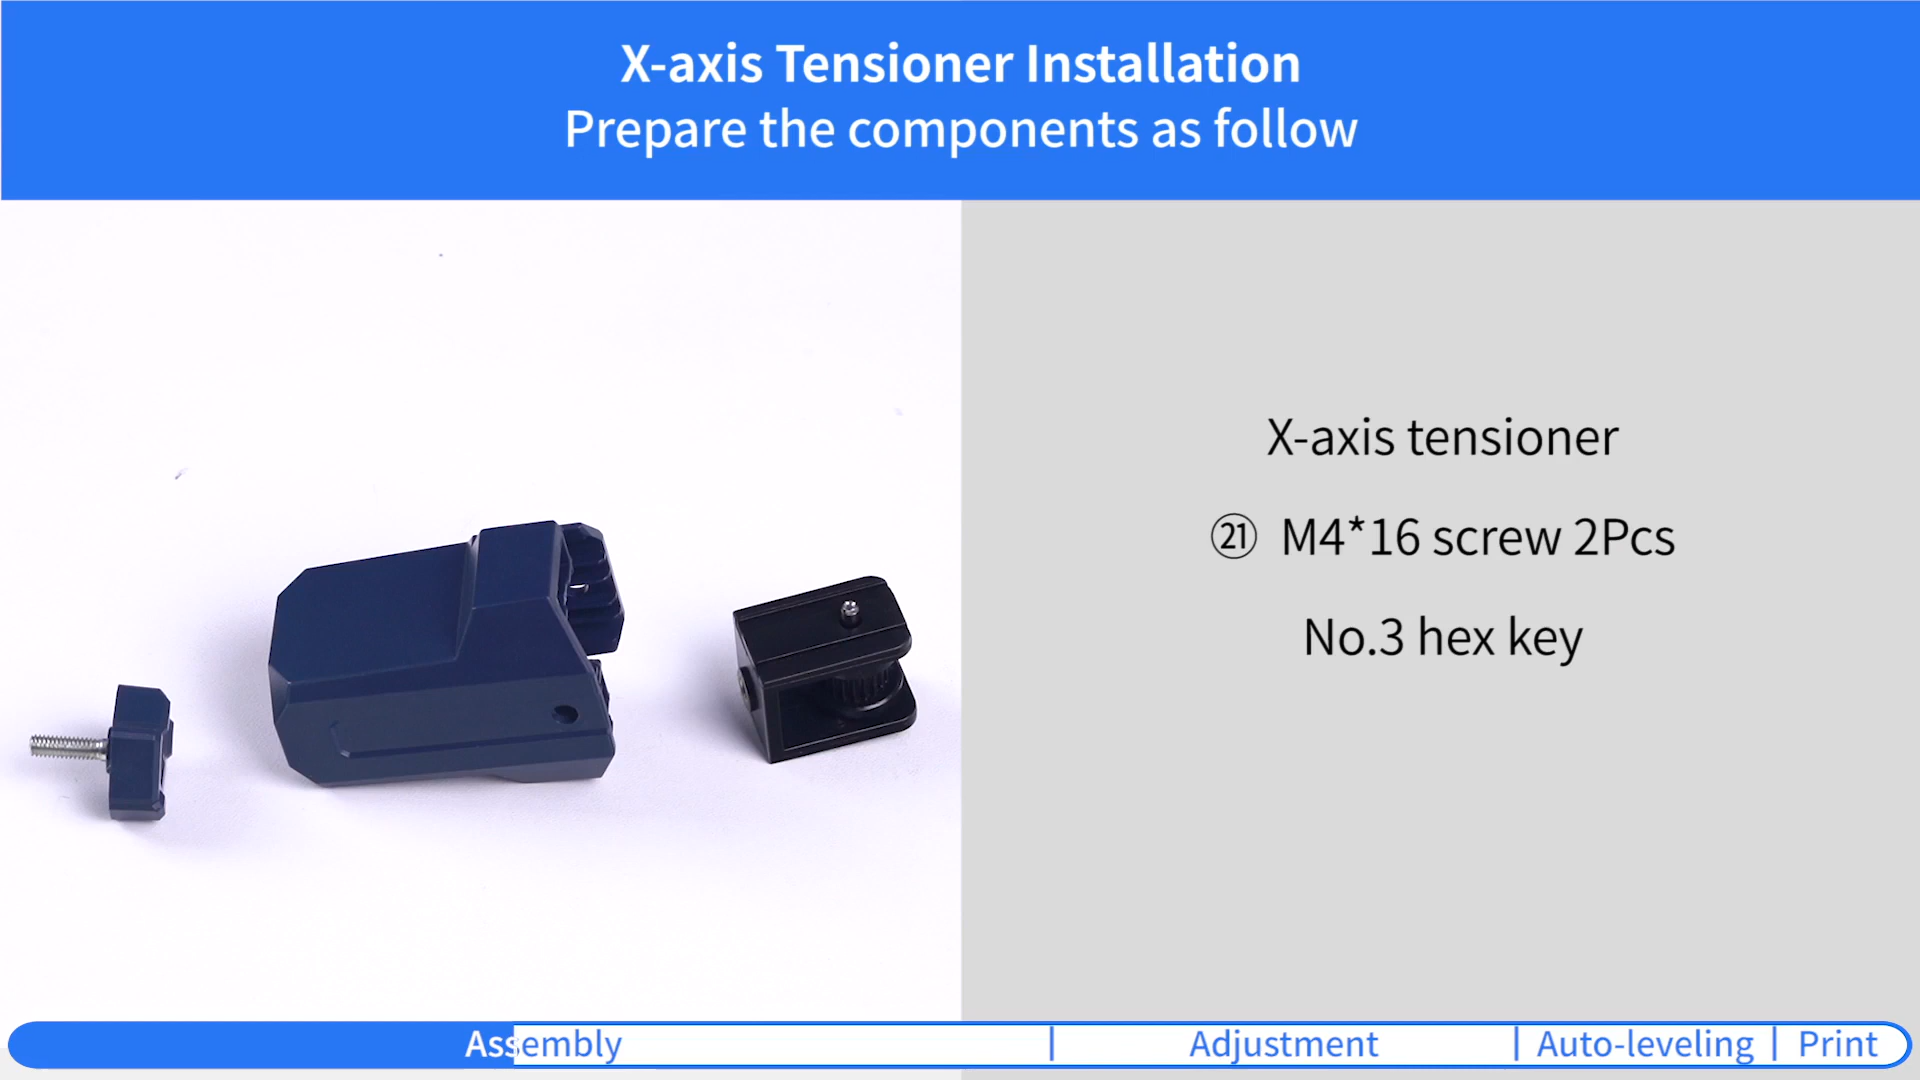 X-axis Tensioner Installation
Prepare the components as follow
X-axis tensioner
㉑ M4*16 screw 2Pcs
No.3 hex key
Assembly | Adjustment | Auto-leveling | Print